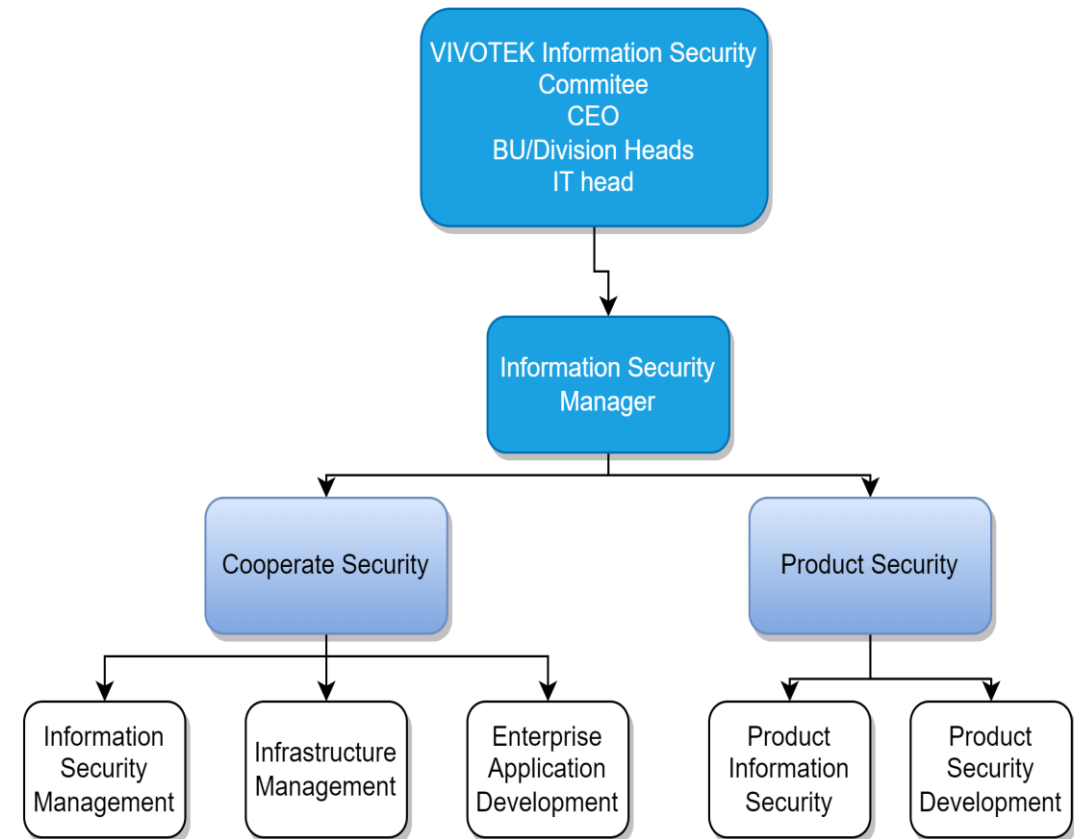 VIVOTEK Information Security
Commitee
CEO
BU/Division Heads
IT head
Information Security
Manager
Cooperate Security
Product Security
Information
Security
Management
Infrastructure
Management
Enterprise
Application
Development
Product
Information
Security
Product
Security
Development